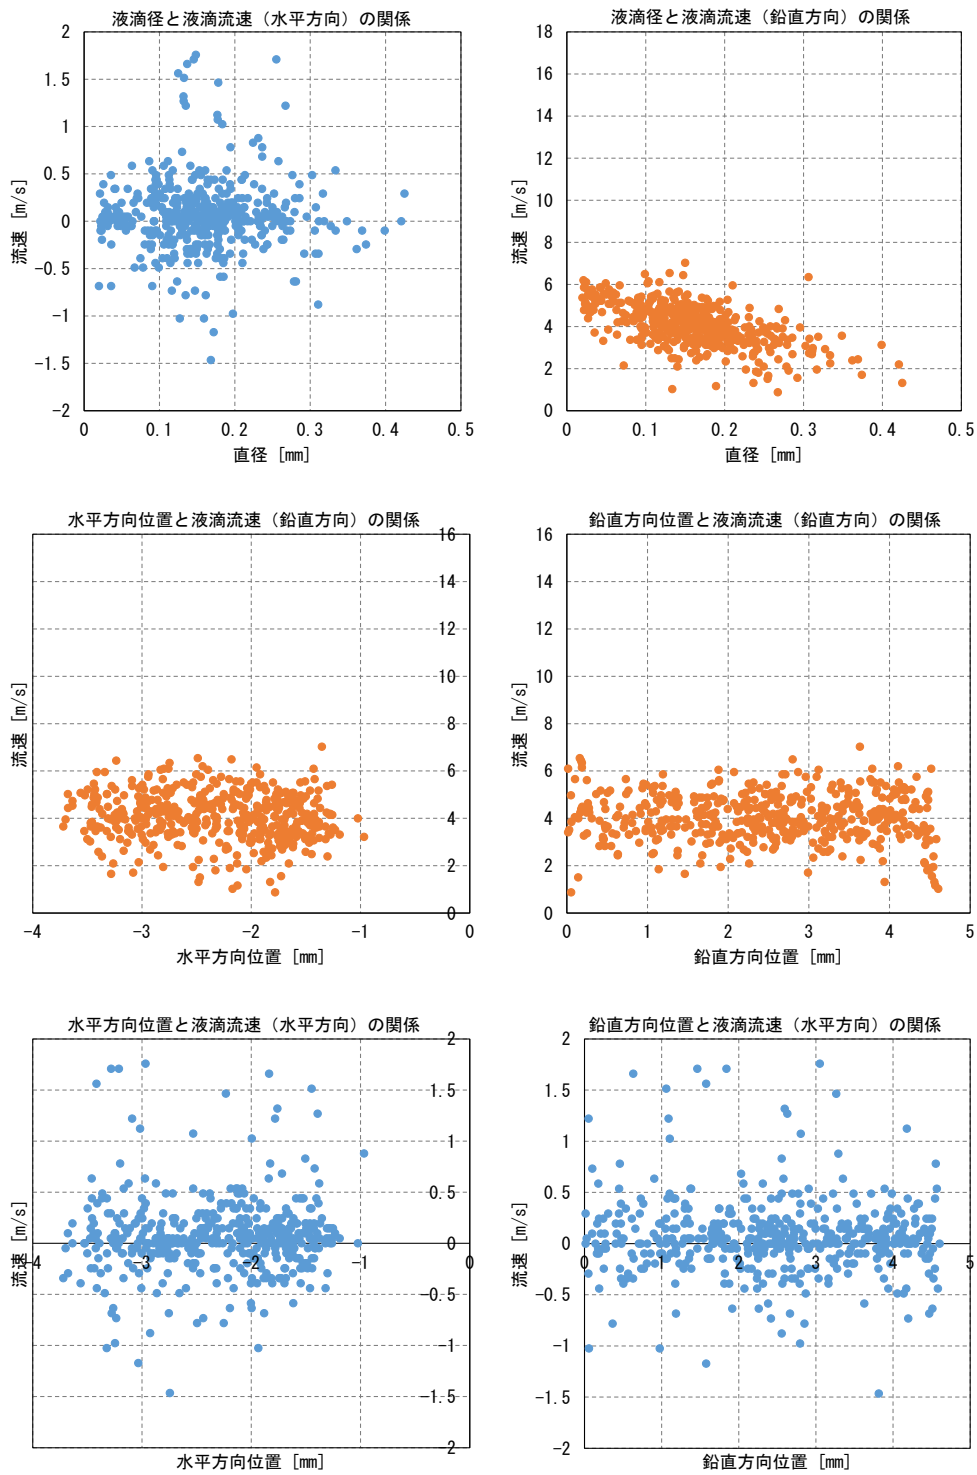 液滴径と液滴流速（水平方向）の関係
2
1.5
1
0.5
0
-0.5
-1
-1.5
-2
流速 [m/s]
0 0.1 0.2 0.3 0.4 0.5
直径 [mm]
液滴径と液滴流速（鉛直方向）の関係
18
16
14
12
10
8
6
4
2
0
流速 [m/s]
0 0.1 0.2 0.3 0.4 0.5
直径 [mm]
水平方向位置と液滴流速（鉛直方向）の関係
16
14
12
10
8
6
4
2
0
流速 [m/s]
-4 -3 -2 -1 0
水平方向位置 [mm]
鉛直方向位置と液滴流速（鉛直方向）の関係
16
14
12
10
8
6
4
2
0
流速 [m/s]
0 1 2 3 4 5
鉛直方向位置 [mm]
水平方向位置と液滴流速（水平方向）の関係
2
1.5
1
0.5
0
-0.5
-1
-1.5
-2
流速 [m/s]
-4 -3 -2 -1 0
水平方向位置 [mm]
鉛直方向位置と液滴流速（水平方向）の関係
2
1.5
1
0.5
0
-0.5
-1
-1.5
-2
流速 [m/s]
0 1 2 3 4 5
鉛直方向位置 [mm]